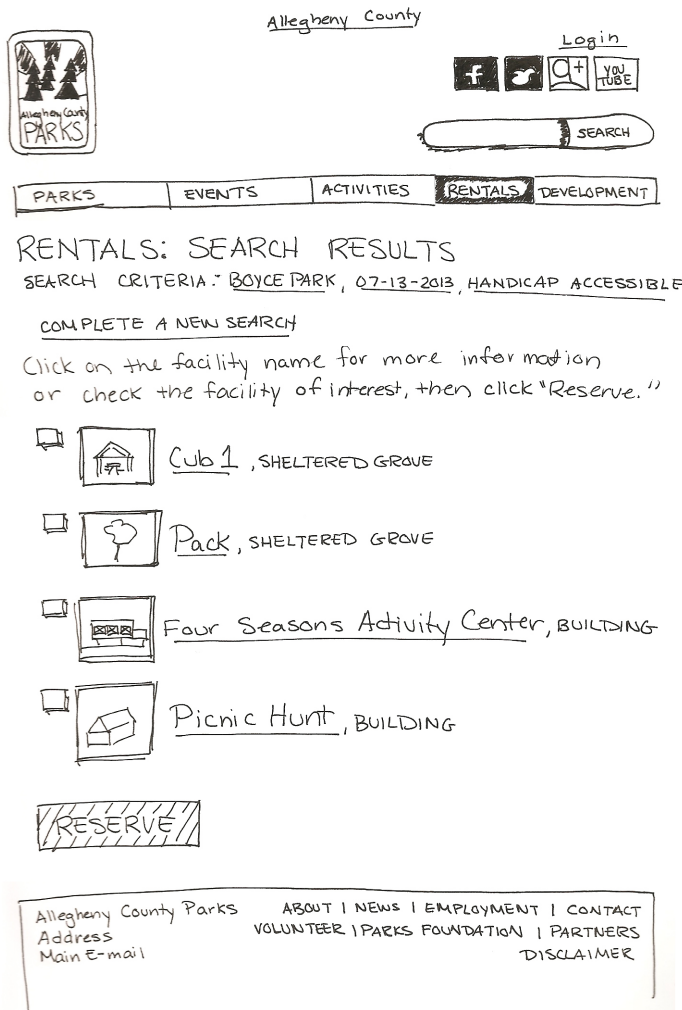 Allegheny County
Login
Allegheny County
PARKS
f
g+
YOU
TUBE
SEARCH
PARKS EVENTS ACTIVITIES RENTALS DEVELOPMENT
RENTALS: SEARCH RESULTS
SEARCH CRITERIA: BOYCE PARK, 07-13-2013, HANDICAP ACCESSIBLE
COMPLETE A NEW SEARCH
Click on the facility name for more information
or check the facility of interest, then click "Reserve."
Cub 1, SHELTERED GROVE
Pack, SHELTERED GROVE
Four Seasons Activity Center, BUILDING
Picnic Hunt, BUILDING
RESERVE
Allegheny County Parks
Address
Main E-mail
ABOUT | NEWS | EMPLOYMENT | CONTACT
VOLUNTEER | PARKS FOUNDATION | PARTNERS
DISCLAIMER